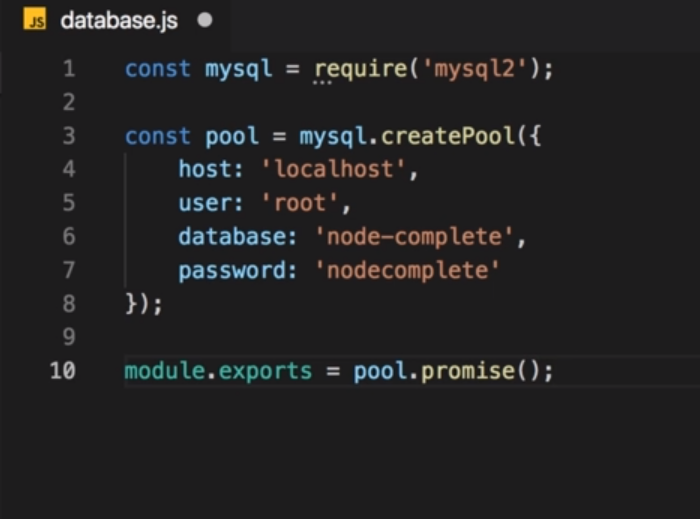 JS database.js
1 const mysql = require('mysql2');
2
3 const pool = mysql.createPool({
4     host: 'localhost',
5     user: 'root',
6     database: 'node-complete',
7     password: 'nodecomplete'
8 });
9
10 module.exports = pool.promise();